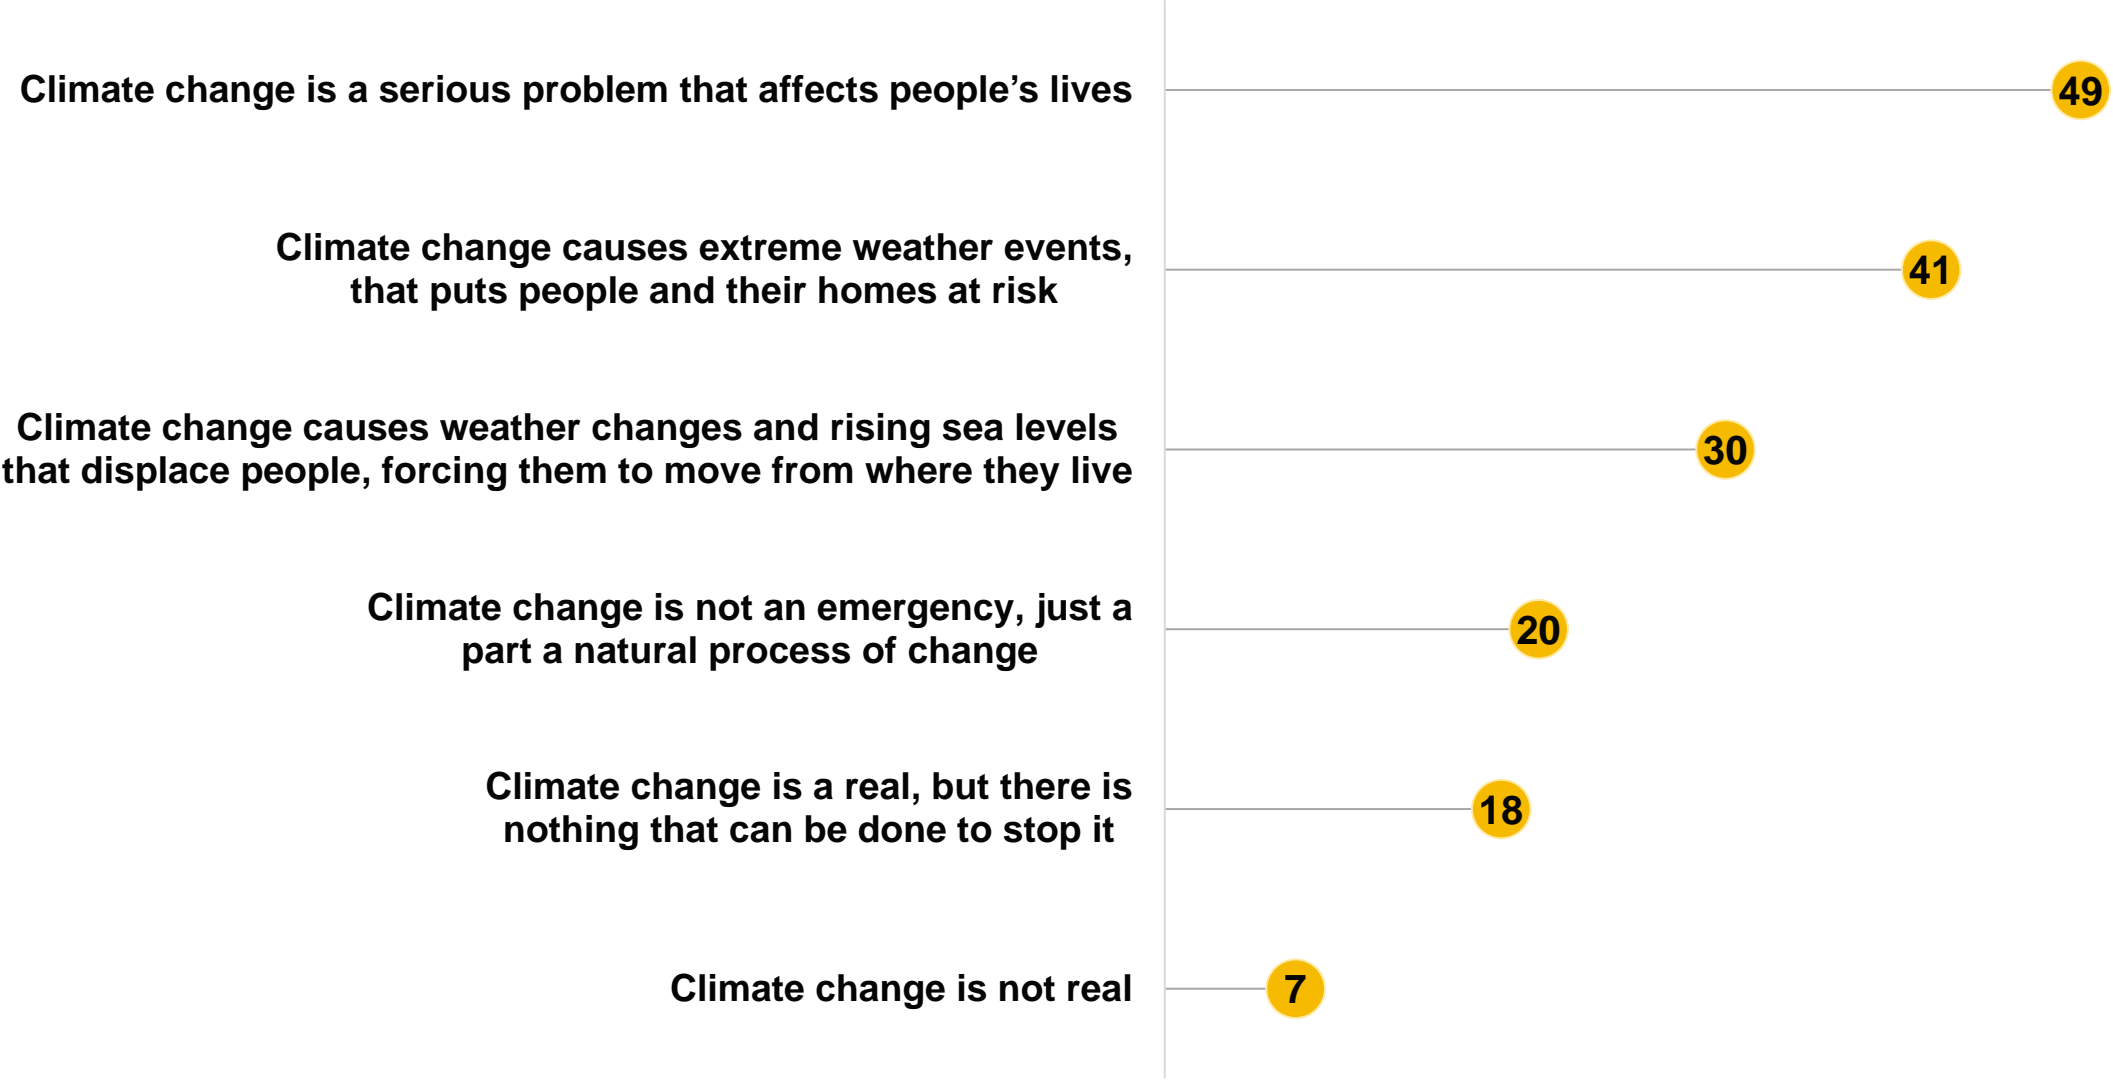 Climate change is a serious problem that affects people’s lives
49
Climate change causes extreme weather events,
that puts people and their homes at risk
41
Climate change causes weather changes and rising sea levels
that displace people, forcing them to move from where they live
30
Climate change is not an emergency, just a
part a natural process of change
20
Climate change is a real, but there is
nothing that can be done to stop it
18
Climate change is not real
7